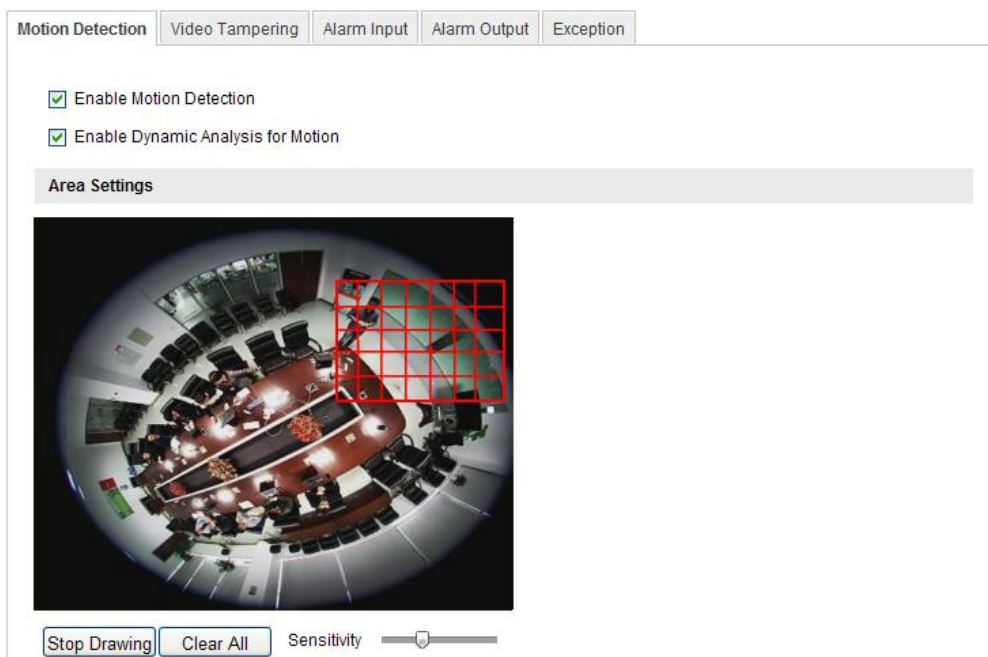 Motion Detection Video Tampering Alarm Input Alarm Output Exception
Enable Motion Detection
Enable Dynamic Analysis for Motion
Area Settings
Stop Drawing Clear All Sensitivity